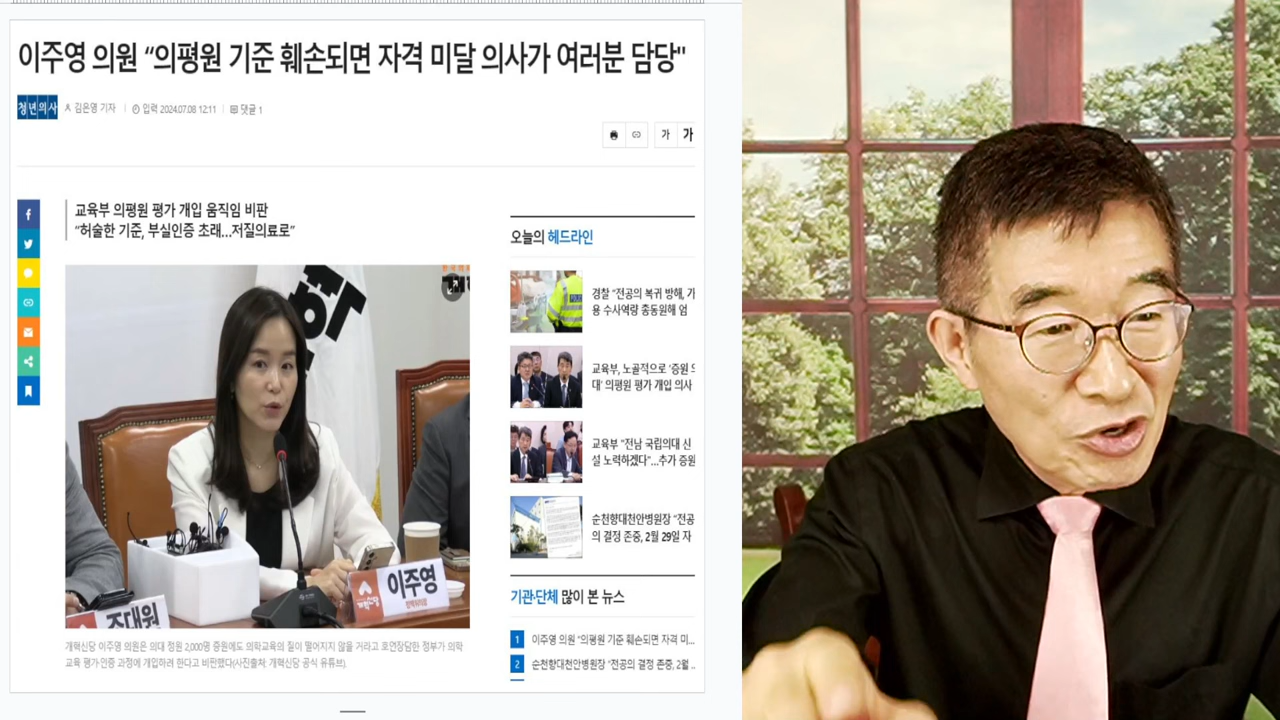 이주영 의원 “의평원 기준 훼손되면 자격 미달 의사가 여러분 담당"
청년의사 김은영 기자 입력 2024.07.08 12:11 댓글 1
가 가
교육부 의평원 평가 개입 움직임 비판
“허술한 기준, 부실인증 초래…저질의료로”
이주영
조대원
개혁신당 이주영 의원은 의대 정원 2,000명 증원에도 의학교육의 질이 떨어지지 않을 거라고 호언장담한 정부가 의학
교육 평가·인증 과정에 개입하려 한다고 비판했다(사진출처: 개혁신당 공식 유튜브).
오늘의 헤드라인
경찰 "전공의 복귀 방해, 가
용 수사역량 총동원해 엄
교육부, 노골적으로 '증원
대' 의평원 평가 개입 의사
교육부 "전남 국립의대 신
설 노력하겠다"…추가 증원
순천향대천안병원장 "전공
의 결정 존중, 2월 29일 자
기관·단체 많이 본 뉴스
1 이주영 의원 "의평원 기준 훼손되면 자격 미...
2 순천향대천안병원장 "전공의 결정 존중, 2월 ..